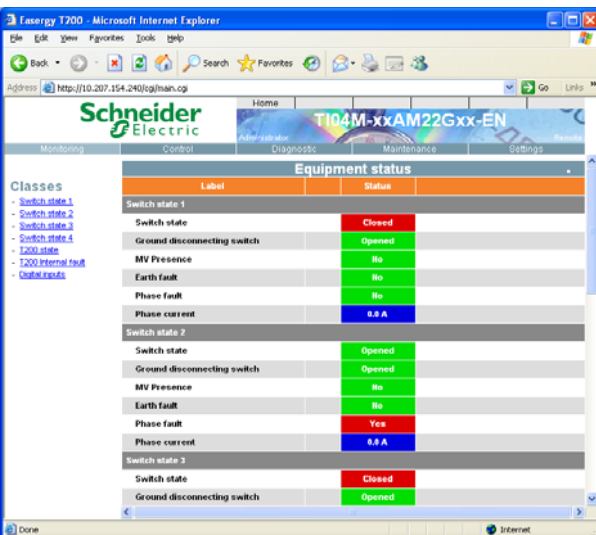 Easergy T200 - Microsoft Internet Explorer
File Edit View Favorites Tools Help
Back Search Favorites
Address http://10.207.154.240/cgi/main.cgi Go Links »
Schneider Electric
Home
TI04M-xxAM22Gxx-EN
Administrator Remote
Monitoring Control Diagnostic Maintenance Settings
Equipment status
Classes
- Switch state 1
- Switch state 2
- Switch state 3
- Switch state 4
- T200 state
- T200 Internal fault
- Digital inputs
Label Status
Switch state 1
Switch state Closed
Ground disconnecting switch Opened
MV Presence No
Earth fault No
Phase fault No
Phase current 0.0 A
Switch state 2
Switch state Opened
Ground disconnecting switch Opened
MV Presence No
Earth fault No
Phase fault Yes
Phase current 0.0 A
Switch state 3
Switch state Closed
Ground disconnecting switch Opened
Done Internet